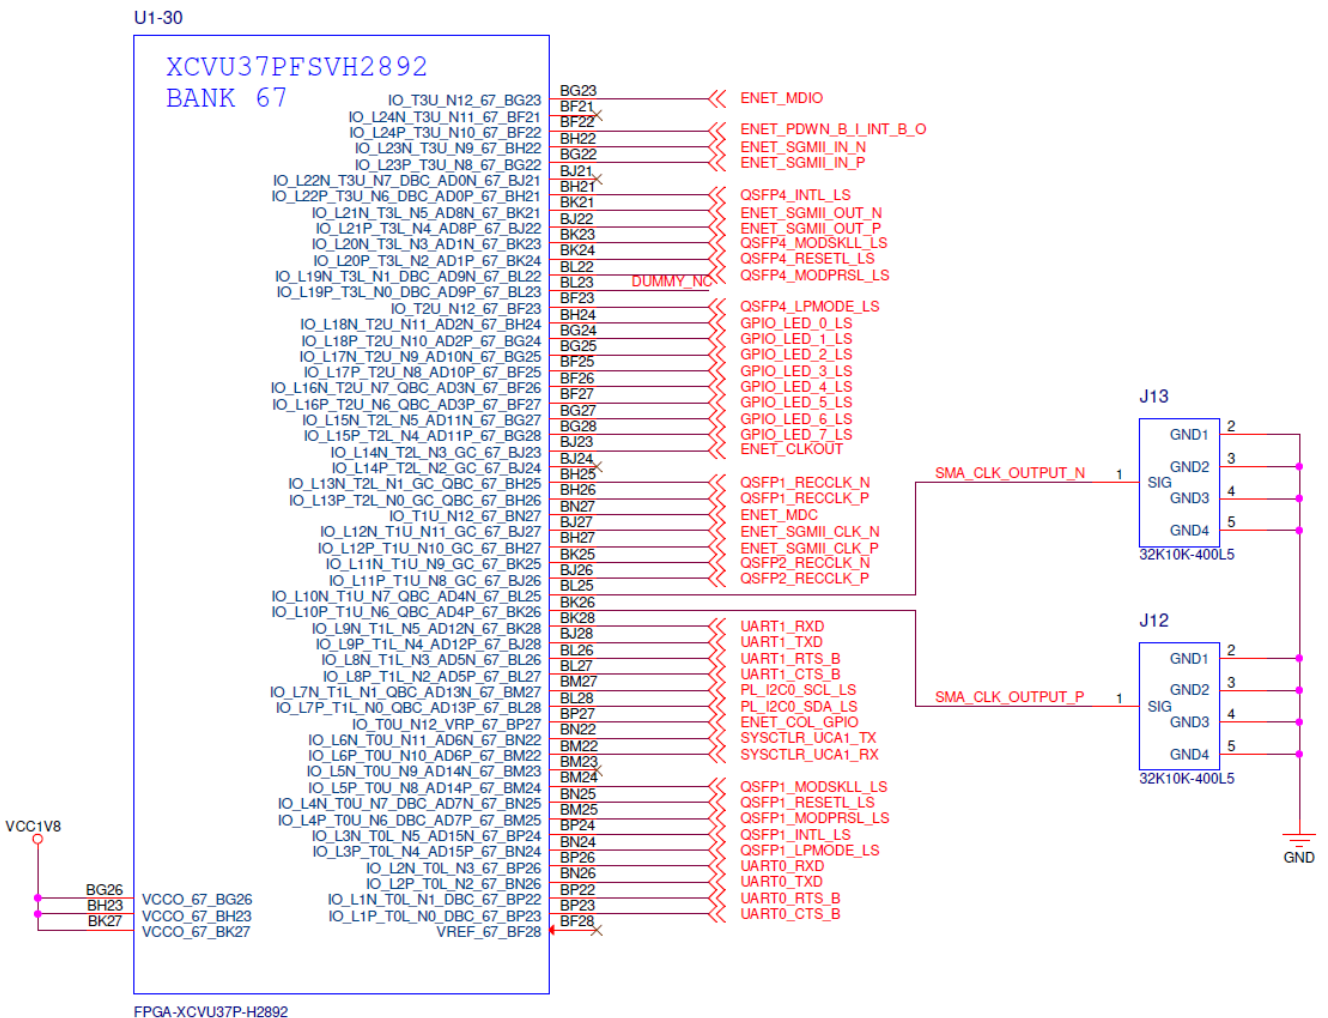 U1-30
XCVU37PFSVH2892
BANK 67
IO_T3U_N12_67_BG23 BG23 ENET_MDIO
IO_L24N_T3U_N11_67_BF21 BF21
IO_L24P_T3U_N10_67_BF22 BF22 ENET_PDWN_B_I_INT_B_O
IO_L23N_T3U_N9_67_BH22 BH22 ENET_SGMII_IN_N
IO_L23P_T3U_N8_67_BG22 BG22 ENET_SGMII_IN_P
IO_L22N_T3U_N7_DBC_AD0N_67_BJ21 BJ21
IO_L22P_T3U_N6_DBC_AD0P_67_BH21 BH21 QSFP4_INTL_LS
IO_L21N_T3L_N5_AD8N_67_BK21 BK21 ENET_SGMII_OUT_N
IO_L21P_T3L_N4_AD8P_67_BJ22 BJ22 ENET_SGMII_OUT_P
IO_L20N_T3L_N3_AD1N_67_BK23 BK23 QSFP4_MODSKLL_LS
IO_L20P_T3L_N2_AD1P_67_BK24 BK24 QSFP4_RESETL_LS
IO_L19N_T3L_N1_DBC_AD9N_67_BL22 BL22 QSFP4_MODPRSL_LS
IO_L19P_T3L_N0_DBC_AD9P_67_BL23 BL23 DUMMY_NC
IO_T2U_N12_67_BF23 BF23 QSFP4_LPMODE_LS
IO_L18N_T2U_N11_AD2N_67_BH24 BH24 GPIO_LED_0_LS
IO_L18P_T2U_N10_AD2P_67_BG24 BG24 GPIO_LED_1_LS
IO_L17N_T2U_N9_AD10N_67_BG25 BG25 GPIO_LED_2_LS
IO_L17P_T2U_N8_AD10P_67_BF25 BF25 GPIO_LED_3_LS
IO_L16N_T2U_N7_QBC_AD3N_67_BF26 BF26 GPIO_LED_4_LS
IO_L16P_T2U_N6_QBC_AD3P_67_BF27 BF27 GPIO_LED_5_LS
IO_L15N_T2L_N5_AD11N_67_BG27 BG27 GPIO_LED_6_LS
IO_L15P_T2L_N4_AD11P_67_BG28 BG28 GPIO_LED_7_LS
IO_L14N_T2L_N3_GC_67_BJ23 BJ23 ENET_CLKOUT
IO_L14P_T2L_N2_GC_67_BJ24 BJ24
IO_L13N_T2L_N1_GC_QBC_67_BH25 BH25 QSFP1_RECCLK_N
IO_L13P_T2L_N0_GC_QBC_67_BH26 BH26 QSFP1_RECCLK_P
IO_T1U_N12_67_BN27 BN27 ENET_MDC
IO_L12N_T1U_N11_GC_67_BJ27 BJ27 ENET_SGMII_CLK_N
IO_L12P_T1U_N10_GC_67_BH27 BH27 ENET_SGMII_CLK_P
IO_L11N_T1U_N9_GC_67_BK25 BK25 QSFP2_RECCLK_N
IO_L11P_T1U_N8_GC_67_BJ26 BJ26 QSFP2_RECCLK_P
IO_L10N_T1U_N7_QBC_AD4N_67_BL25 BL25
IO_L10P_T1U_N6_QBC_AD4P_67_BK26 BK26
IO_L9N_T1L_N5_AD12N_67_BK28 BK28 UART1_RXD
IO_L9P_T1L_N4_AD12P_67_BJ28 BJ28 UART1_TXD
IO_L8N_T1L_N3_AD5N_67_BL26 BL26 UART1_RTS_B
IO_L8P_T1L_N2_AD5P_67_BL27 BL27 UART1_CTS_B
IO_L7N_T1L_N1_QBC_AD13N_67_BM27 BM27 PL_I2C0_SCL_LS
IO_L7P_T1L_N0_QBC_AD13P_67_BL28 BL28 PL_I2C0_SDA_LS
IO_T0U_N12_VRP_67_BP27 BP27 ENET_COL_GPIO
IO_L6N_T0U_N11_AD6N_67_BN22 BN22 SYSCTLR_UCA1_TX
IO_L6P_T0U_N10_AD6P_67_BM22 BM22 SYSCTLR_UCA1_RX
IO_L5N_T0U_N9_AD14N_67_BM23 BM23
IO_L5P_T0U_N8_AD14P_67_BM24 BM24 QSFP1_MODSKLL_LS
IO_L4N_T0U_N7_DBC_AD7N_67_BN25 BN25 QSFP1_RESETL_LS
IO_L4P_T0U_N6_DBC_AD7P_67_BM25 BM25 QSFP1_MODPRSL_LS
IO_L3N_T0L_N5_AD15N_67_BP24 BP24 QSFP1_INTL_LS
IO_L3P_T0L_N4_AD15P_67_BN24 BN24 QSFP1_LPMODE_LS
IO_L2N_T0L_N3_67_BP26 BP26 UART0_RXD
IO_L2P_T0L_N2_67_BN26 BN26 UART0_TXD
IO_L1N_T0L_N1_DBC_67_BP22 BP22 UART0_RTS_B
IO_L1P_T0L_N0_DBC_67_BP23 BP23 UART0_CTS_B
VREF_67_BF28 BF28
VCC1V8
BG26 VCCO_67_BG26
BH23 VCCO_67_BH23
BK27 VCCO_67_BK27
FPGA-XCVU37P-H2892
J13
SMA_CLK_OUTPUT_N 1 SIG
GND1 2
GND2 3
GND3 4
GND4 5
32K10K-400L5
J12
SMA_CLK_OUTPUT_P 1 SIG
GND1 2
GND2 3
GND3 4
GND4 5
32K10K-400L5
GND